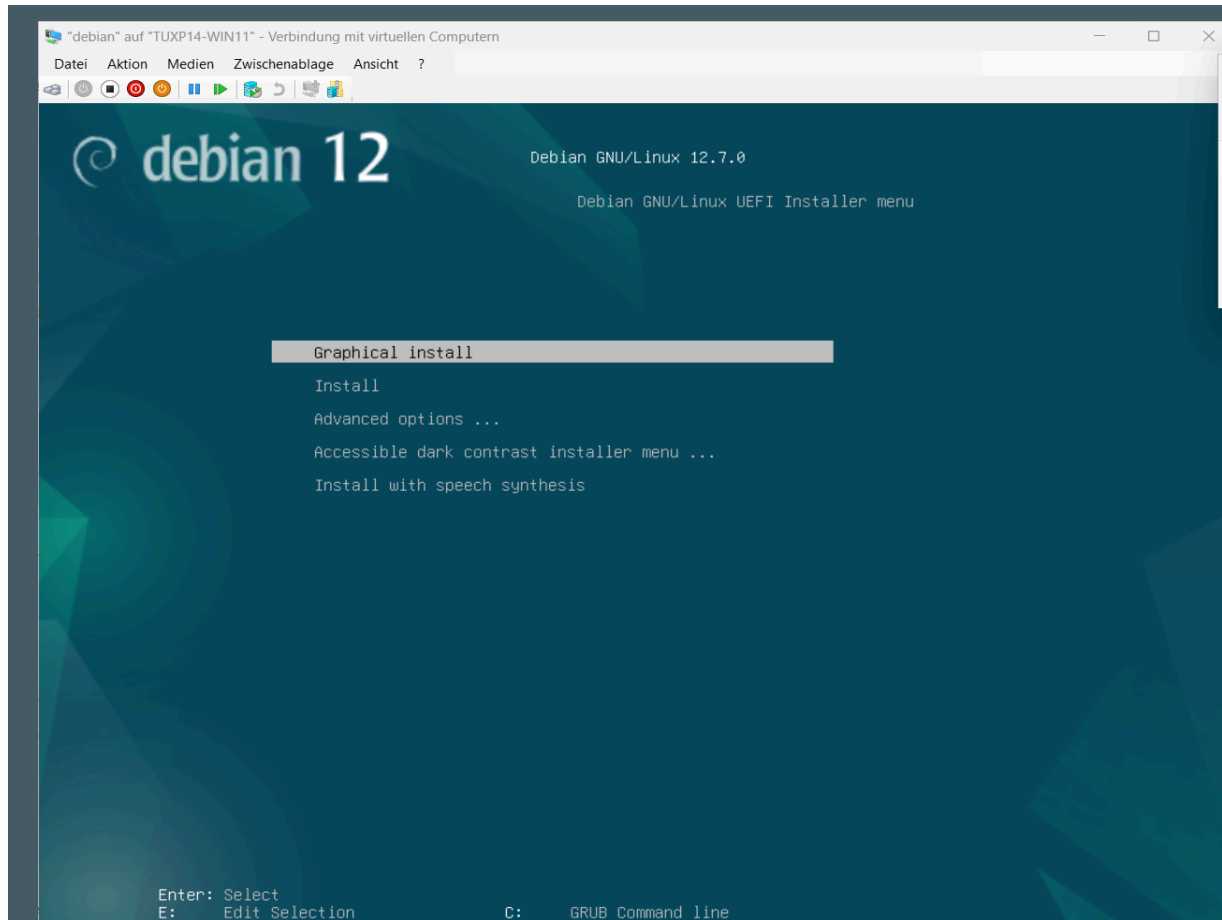 "debian" auf "TUXP14-WIN11" - Verbindung mit virtuellen Computern
Datei Aktion Medien Zwischenablage Ansicht ?
debian 12
Debian GNU/Linux 12.7.0
Debian GNU/Linux UEFI Installer menu
Graphical install
Install
Advanced options ...
Accessible dark contrast installer menu ...
Install with speech synthesis
Enter: Select
E: Edit Selection C: GRUB Command line